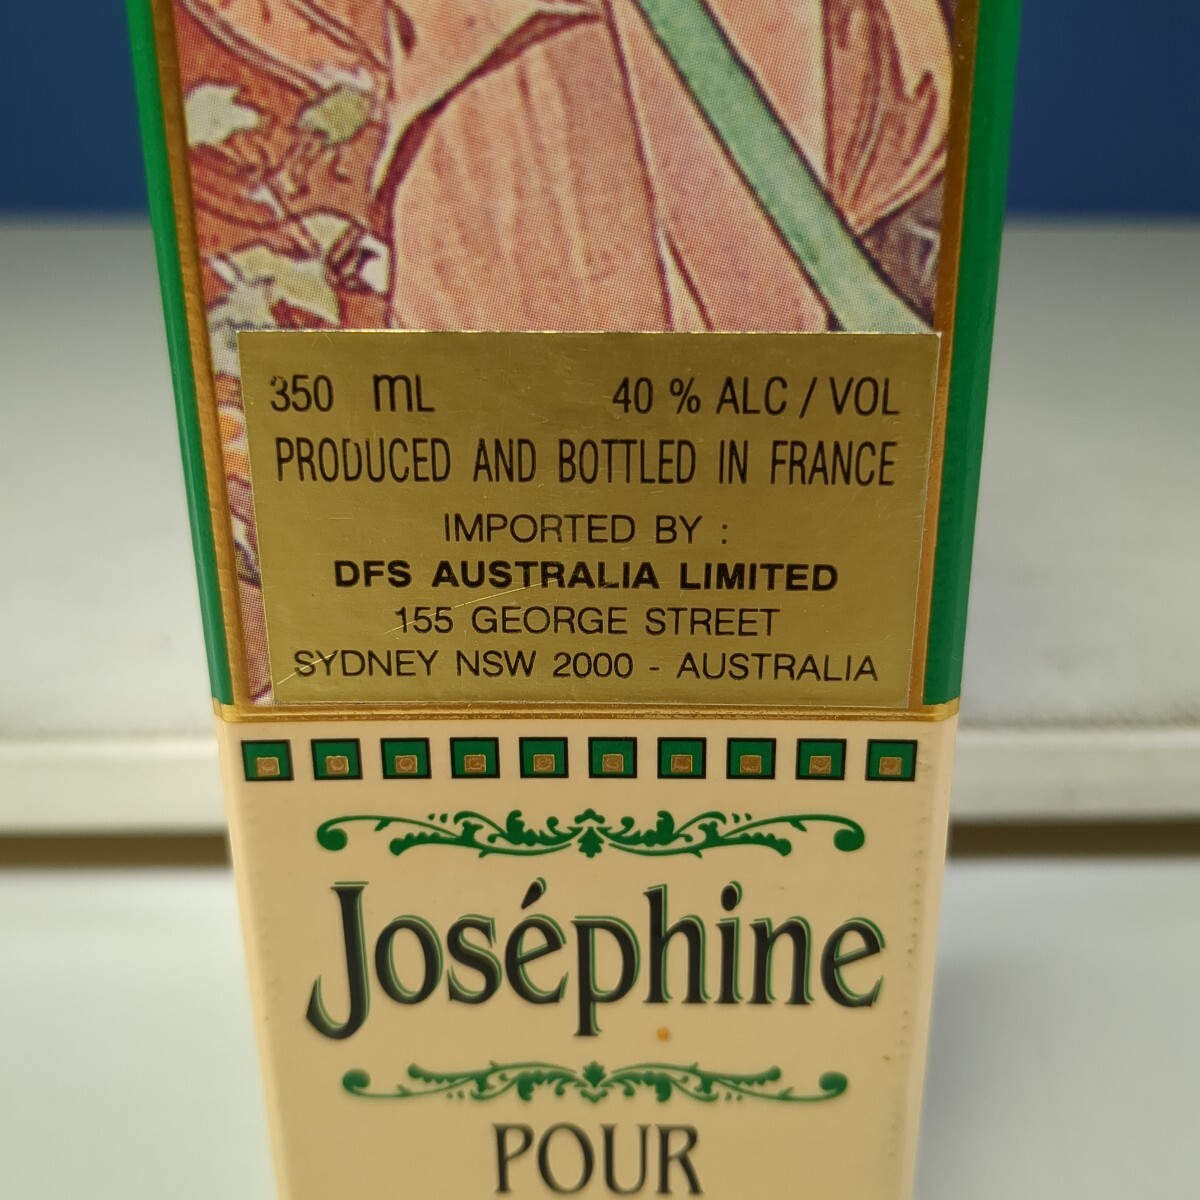 350 mL 40 % ALC / VOL
PRODUCED AND BOTTLED IN FRANCE
IMPORTED BY :
DFS AUSTRALIA LIMITED
155 GEORGE STREET
SYDNEY NSW 2000 - AUSTRALIA
Joséphine
POUR